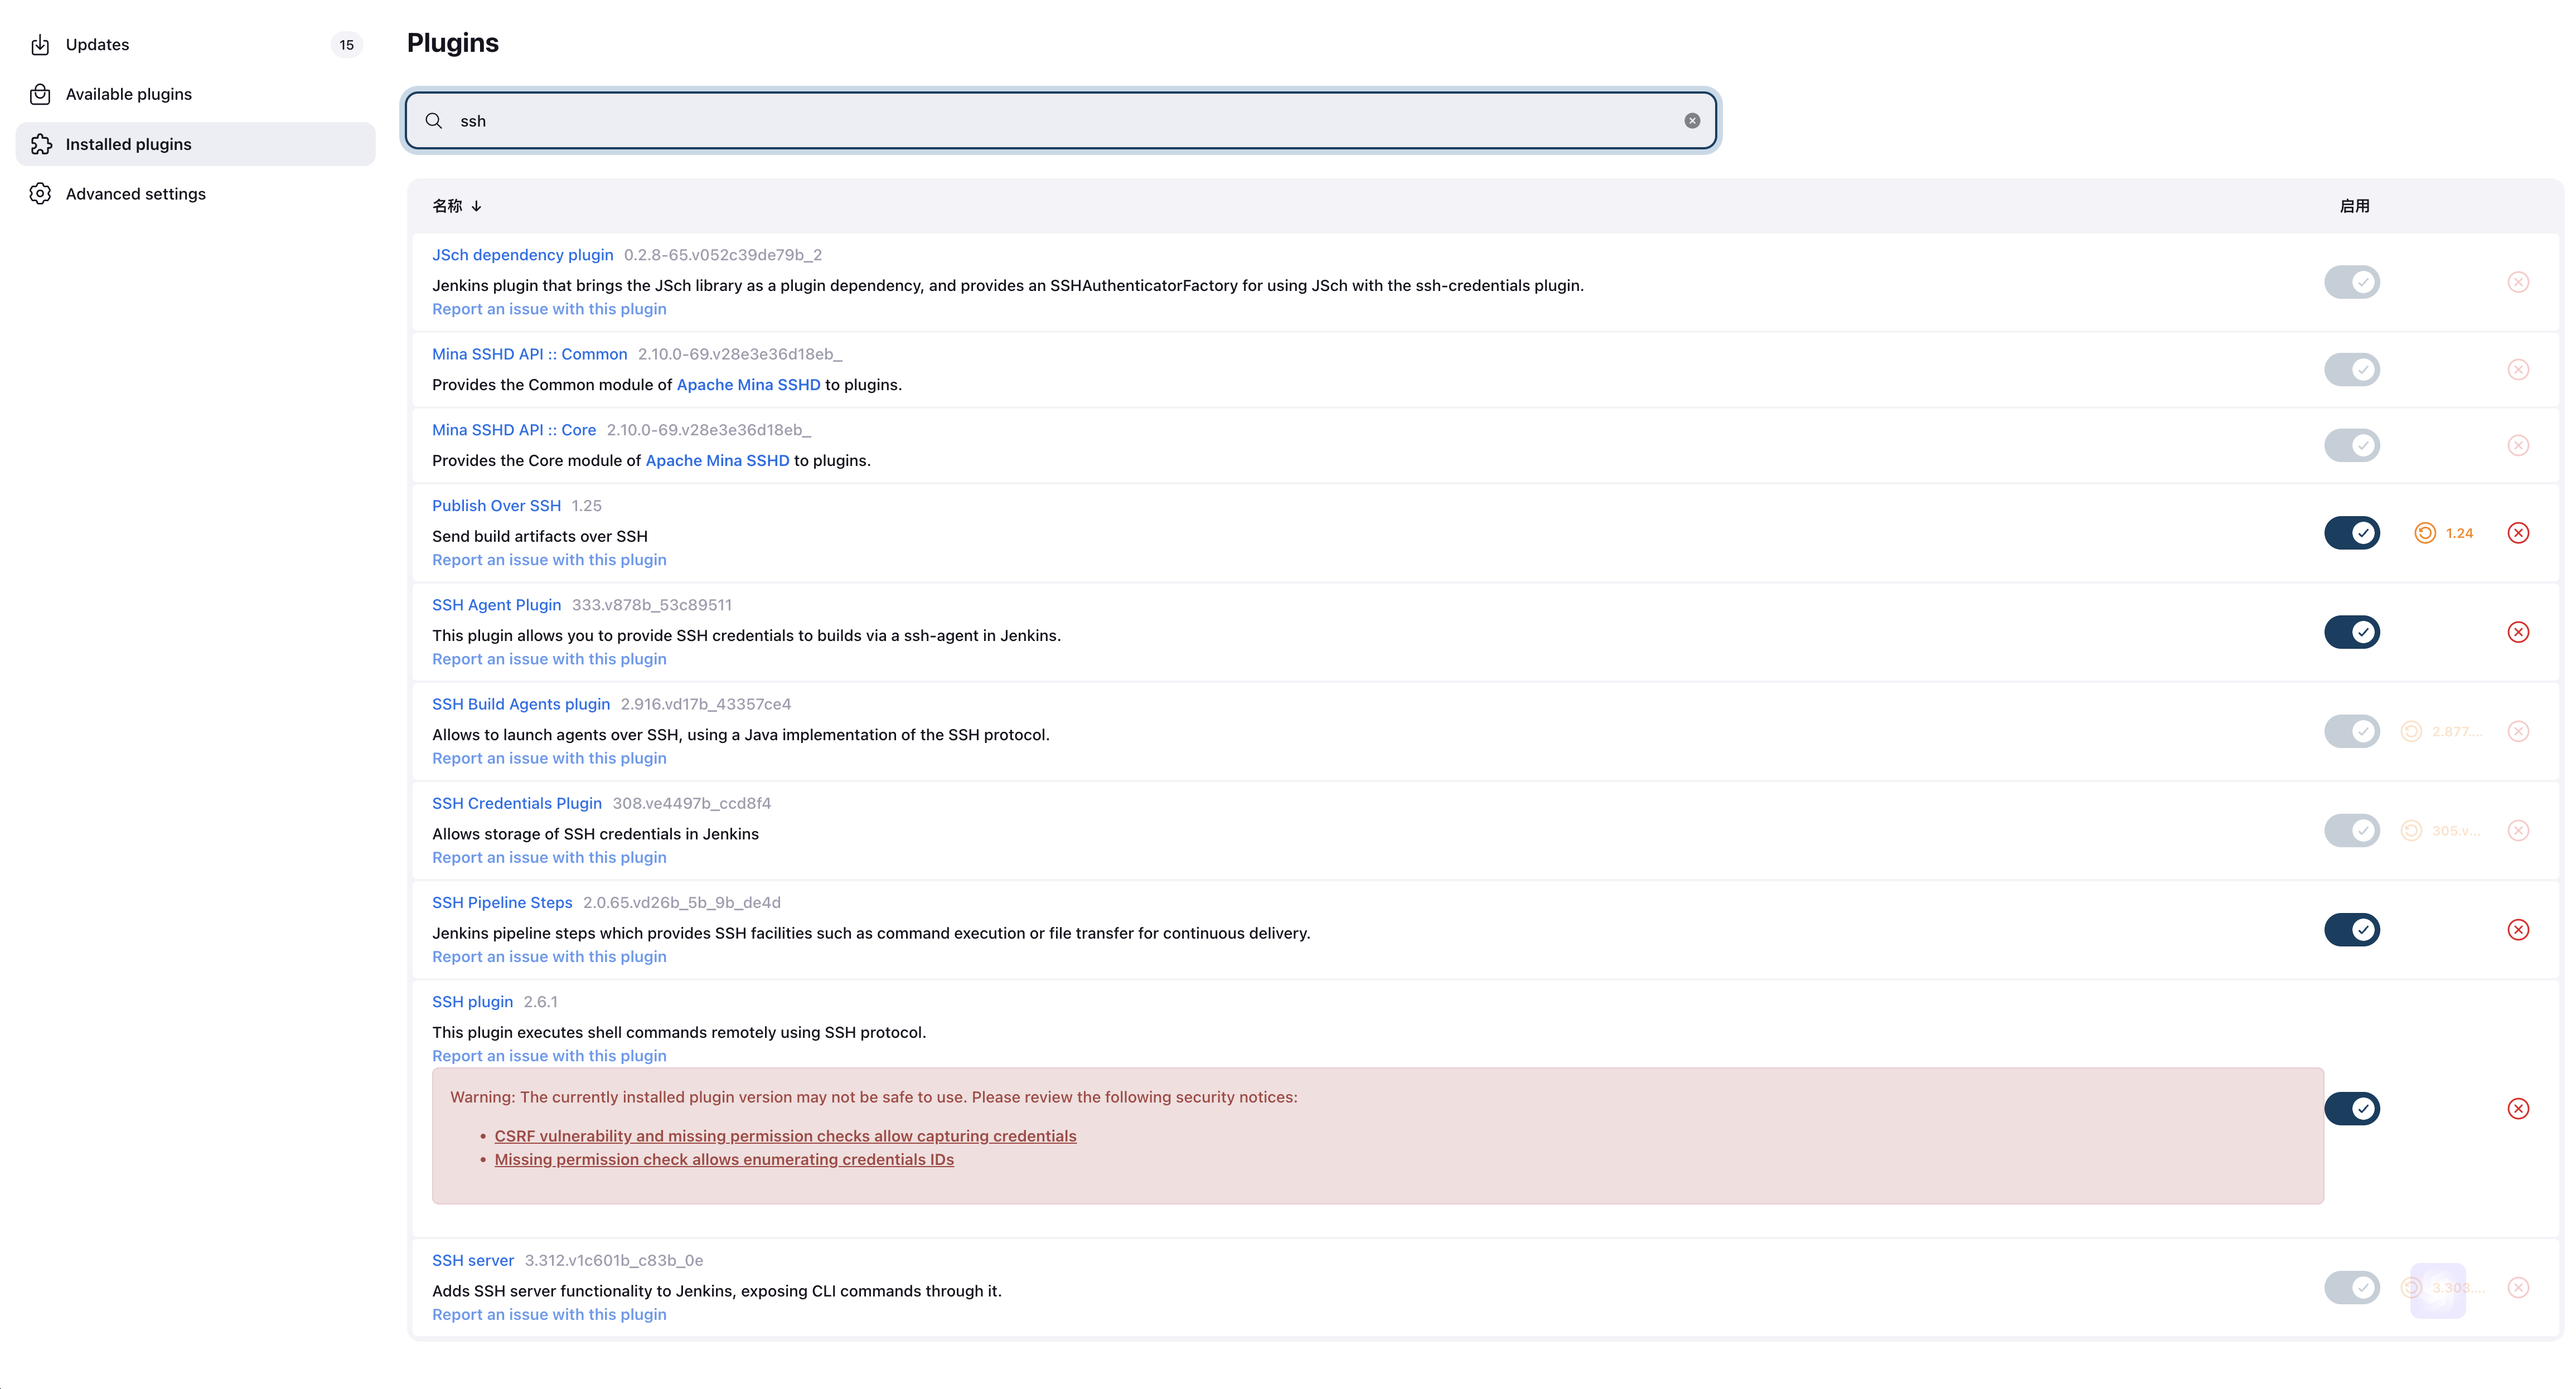 Updates 15
Available plugins
Installed plugins
Advanced settings
Plugins
ssh
名称 ↓ 启用
JSch dependency plugin 0.2.8-65.v052c39de79b_2
Jenkins plugin that brings the JSch library as a plugin dependency, and provides an SSHAuthenticatorFactory for using JSch with the ssh-credentials plugin.
Report an issue with this plugin
Mina SSHD API :: Common 2.10.0-69.v28e3e36d18eb_
Provides the Common module of Apache Mina SSHD to plugins.
Mina SSHD API :: Core 2.10.0-69.v28e3e36d18eb_
Provides the Core module of Apache Mina SSHD to plugins.
Publish Over SSH 1.25
Send build artifacts over SSH
Report an issue with this plugin
1.24
SSH Agent Plugin 333.v878b_53c89511
This plugin allows you to provide SSH credentials to builds via a ssh-agent in Jenkins.
Report an issue with this plugin
SSH Build Agents plugin 2.916.vd17b_43357ce4
Allows to launch agents over SSH, using a Java implementation of the SSH protocol.
Report an issue with this plugin
2.877....
SSH Credentials Plugin 308.ve4497b_ccd8f4
Allows storage of SSH credentials in Jenkins
Report an issue with this plugin
305.v...
SSH Pipeline Steps 2.0.65.vd26b_5b_9b_de4d
Jenkins pipeline steps which provides SSH facilities such as command execution or file transfer for continuous delivery.
Report an issue with this plugin
SSH plugin 2.6.1
This plugin executes shell commands remotely using SSH protocol.
Report an issue with this plugin
Warning: The currently installed plugin version may not be safe to use. Please review the following security notices:
• CSRF vulnerability and missing permission checks allow capturing credentials
• Missing permission check allows enumerating credentials IDs
SSH server 3.312.v1c601b_c83b_0e
Adds SSH server functionality to Jenkins, exposing CLI commands through it.
Report an issue with this plugin
3.303....